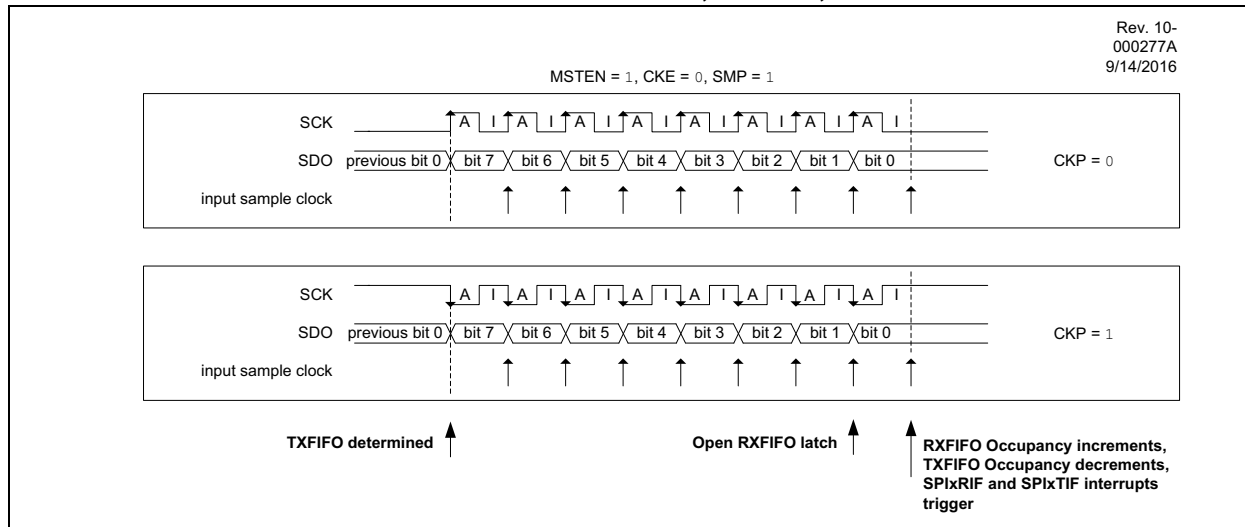 Rev. 10-
000277A
9/14/2016
MSTEN = 1, CKE = 0, SMP = 1
SCK
A I A I A I A I A I A I A I A I
SDO previous bit 0 bit 7 bit 6 bit 5 bit 4 bit 3 bit 2 bit 1 bit 0 CKP = 0
input sample clock
SCK
A I A I A I A I A I A I A I A I
SDO previous bit 0 bit 7 bit 6 bit 5 bit 4 bit 3 bit 2 bit 1 bit 0 CKP = 1
input sample clock
TXFIFO determined
Open RXFIFO latch
RXFIFO Occupancy increments,
TXFIFO Occupancy decrements,
SPIxRIF and SPIxTIF interrupts
trigger